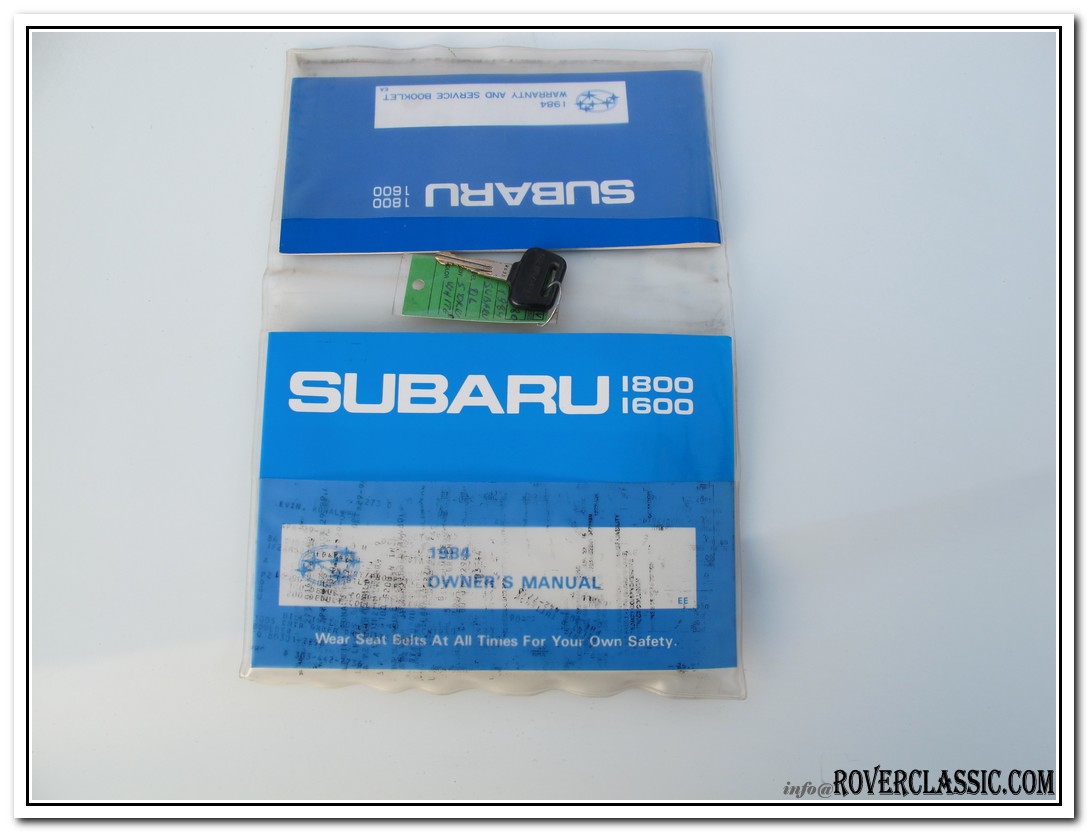 1984
WARRANTY AND SERVICE BOOKLET
EA
SUBARU 1800
1600
SUBARU 1800
1600
1984
OWNER'S MANUAL
EE
Wear Seat Belts At All Times For Your Own Safety.
info@ROVERCLASSIC.COM